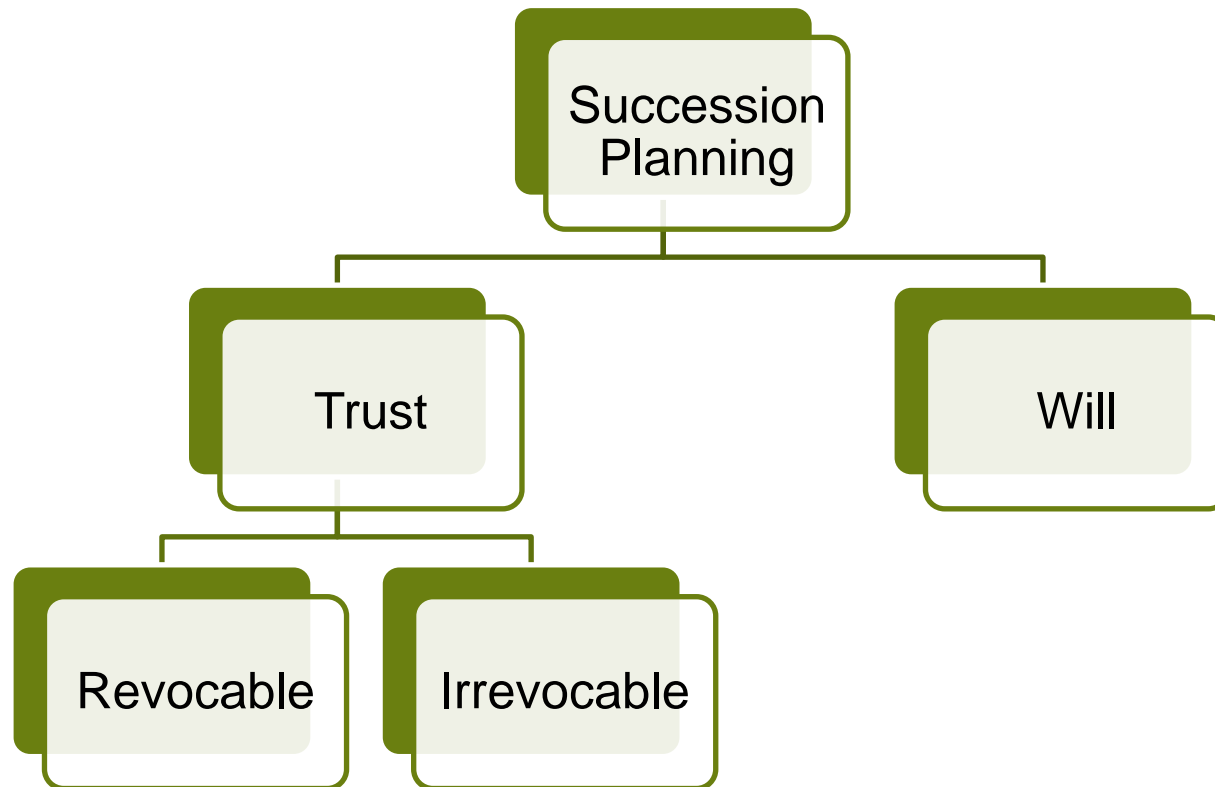 Succession
Planning
Trust
Will
Revocable
Irrevocable